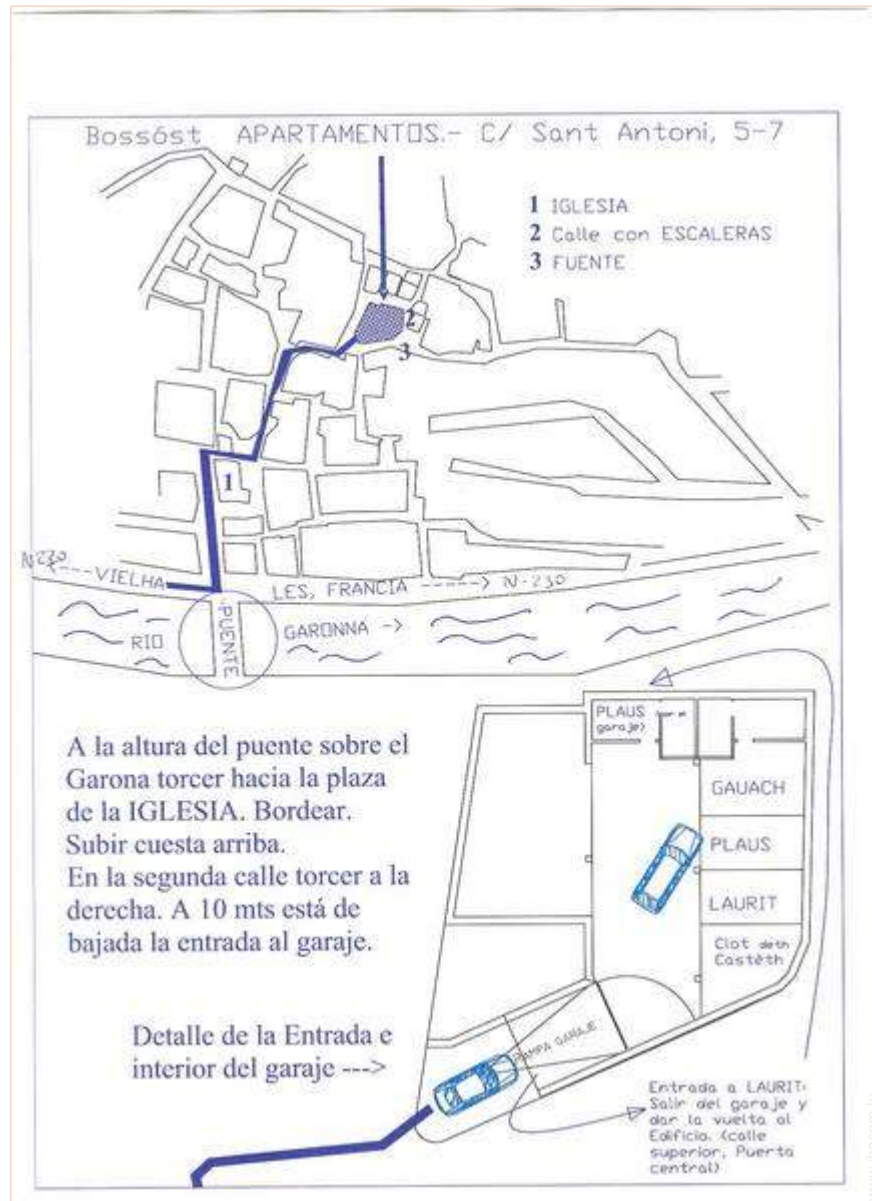 Bossóst APARTAMENTOS.- C/ Sant Antoni, 5-7
1 IGLESIA
2 Calle con ESCALERAS
3 FUENTE
2
3
1
N-230
<---- VIELHA
LES, FRANCIA -----> N-230
RIO
PUENTE
GARONNA ->
A la altura del puente sobre el
Garona torcer hacia la plaza
de la IGLESIA. Bordear.
Subir cuesta arriba.
En la segunda calle torcer a la
derecha. A 10 mts está de
bajada la entrada al garaje.
PLAUS (por el
garaje)
GAUACH
PLAUS
LAURIT
Clot deth
Castèth
RAMPA GARAJE
Detalle de la Entrada e
interior del garaje --->
Entrada a LAURIT:
Salir del garaje y
dar la vuelta al
Edificio. (calle
superior, Puerta
central)